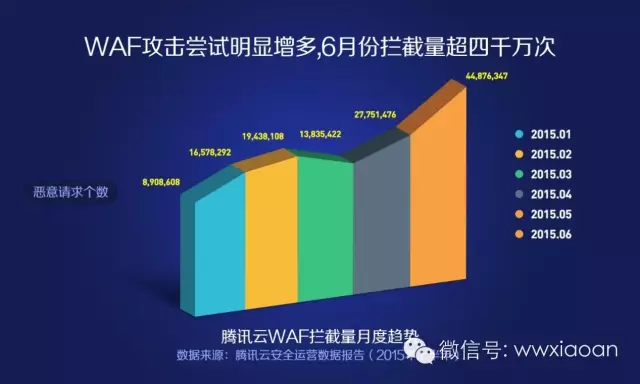 WAF攻击尝试明显增多,6月份拦截量超四千万次
44,876,347
27,751,476
19,438,108
13,835,422
16,578,292
8,908,608
恶意请求个数
2015.01
2015.02
2015.03
2015.04
2015.05
2015.06
腾讯云WAF拦截量月度趋势
数据来源：腾讯云安全运营数据报告（2015
微信号: wwxiaoan